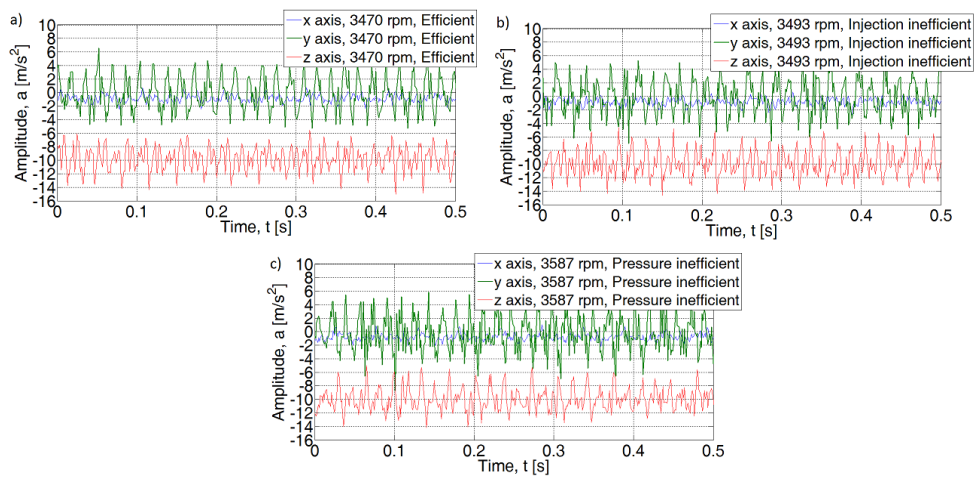 a)
x axis, 3470 rpm, Efficient
y axis, 3470 rpm, Efficient
z axis, 3470 rpm, Efficient
10
8
6
4
2
0
-2
-4
-6
-8
-10
-12
-14
-16
Amplitude, a [m/s²]
0 0.1 0.2 0.3 0.4 0.5
Time, t [s]
b)
x axis, 3493 rpm, Injection inefficient
y axis, 3493 rpm, Injection inefficient
z axis, 3493 rpm, Injection inefficient
10
8
6
4
2
0
-2
-4
-6
-8
-10
-12
-14
-16
Amplitude, a [m/s²]
0 0.1 0.2 0.3 0.4 0.5
Time, t [s]
c)
x axis, 3587 rpm, Pressure inefficient
y axis, 3587 rpm, Pressure inefficient
z axis, 3587 rpm, Pressure inefficient
10
8
6
4
2
0
-2
-4
-6
-8
-10
-12
-14
-16
Amplitude, a [m/s²]
0 0.1 0.2 0.3 0.4 0.5
Time, t [s]